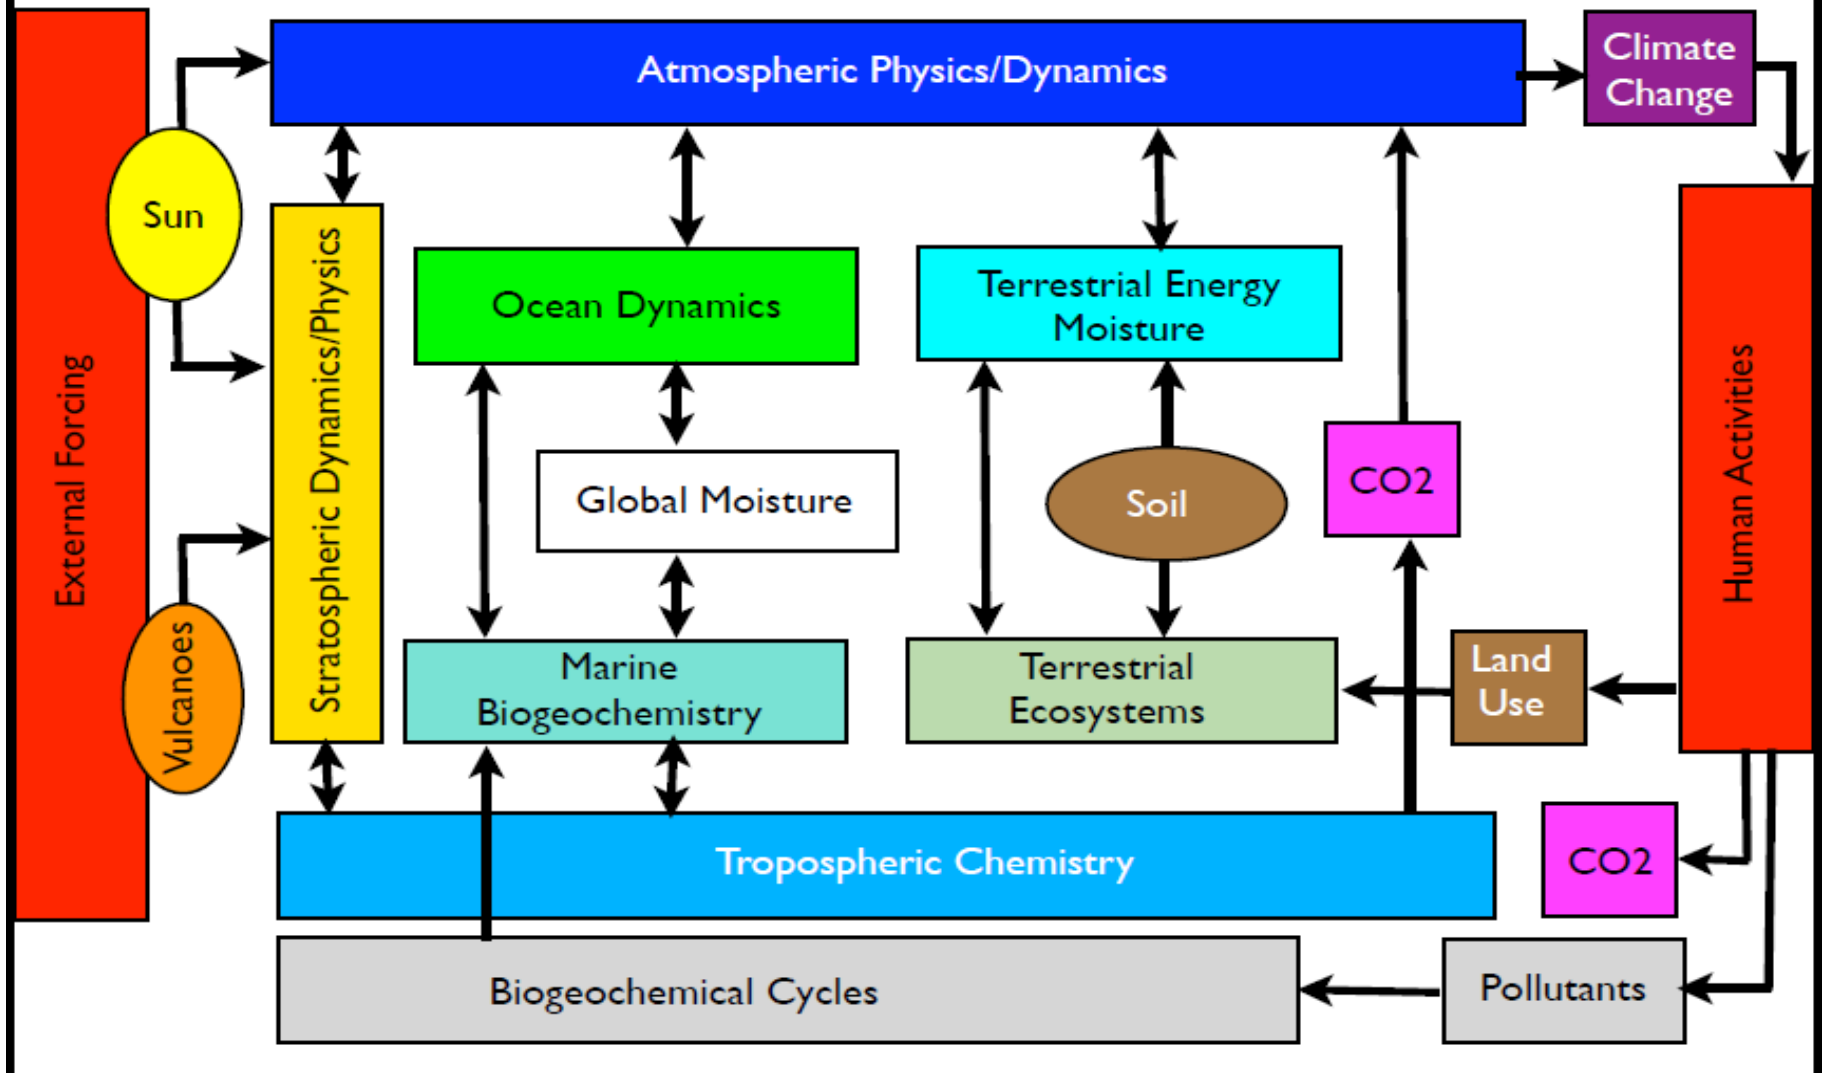 Atmospheric Physics/Dynamics
Climate
Change
Sun
External Forcing
Stratospheric Dynamics/Physics
Ocean Dynamics
Terrestrial Energy
Moisture
Human Activities
Global Moisture
Soil
CO2
Vulcanoes
Marine
Biogeochemistry
Terrestrial
Ecosystems
Land
Use
Tropospheric Chemistry
CO2
Biogeochemical Cycles
Pollutants